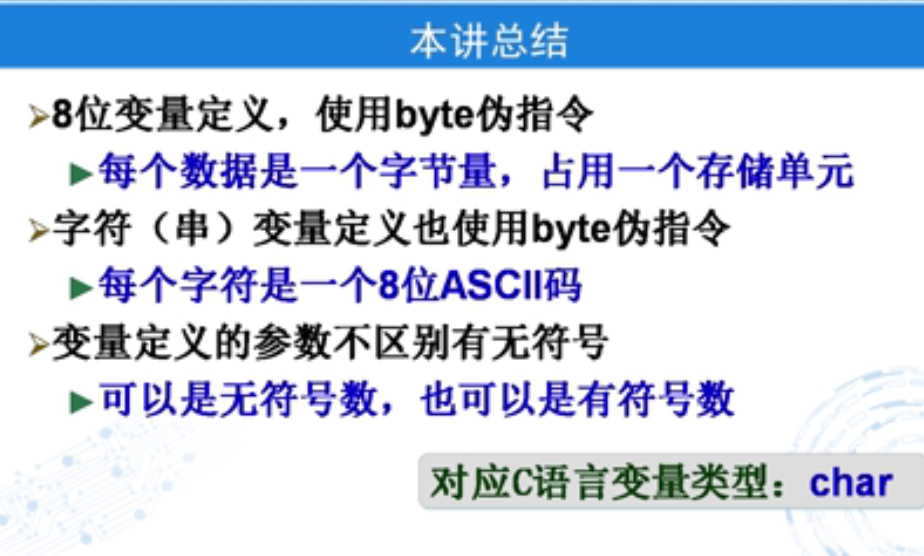 本讲总结
8位变量定义，使用byte伪指令
每个数据是一个字节量，占用一个存储单元
字符（串）变量定义也使用byte伪指令
每个字符是一个8位ASCII码
变量定义的参数不区别有无符号
可以是无符号数，也可以是有符号数
对应C语言变量类型：char